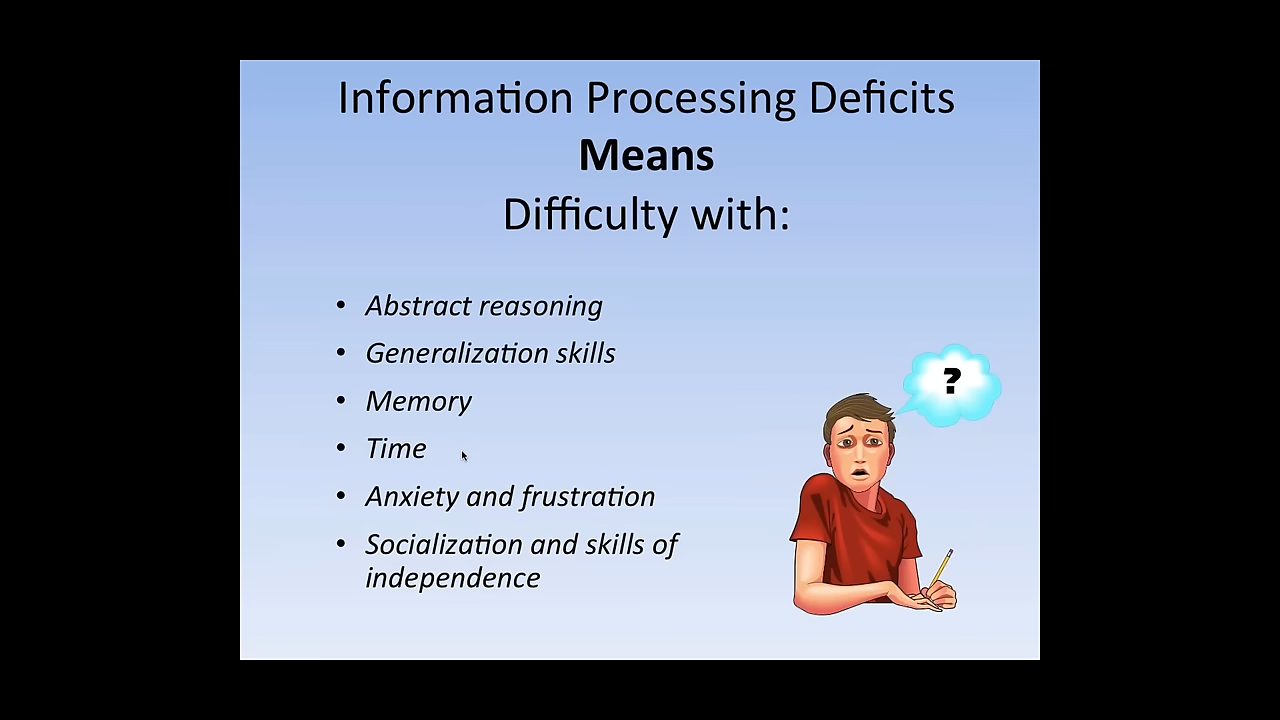 Information Processing Deficits
Means
Difficulty with:
• Abstract reasoning
• Generalization skills
• Memory
• Time
• Anxiety and frustration
• Socialization and skills of
independence
?